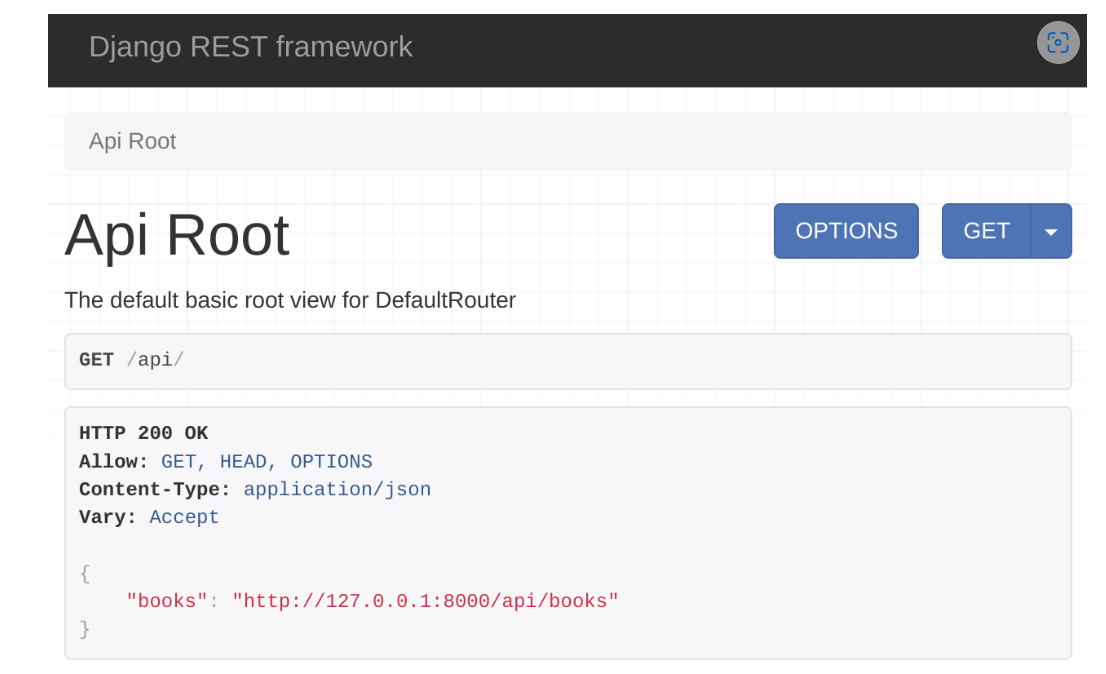 Django REST framework
Api Root
Api Root
OPTIONS
GET
The default basic root view for DefaultRouter
GET /api/
HTTP 200 OK
Allow: GET, HEAD, OPTIONS
Content-Type: application/json
Vary: Accept
{
    "books": "http://127.0.0.1:8000/api/books"
}